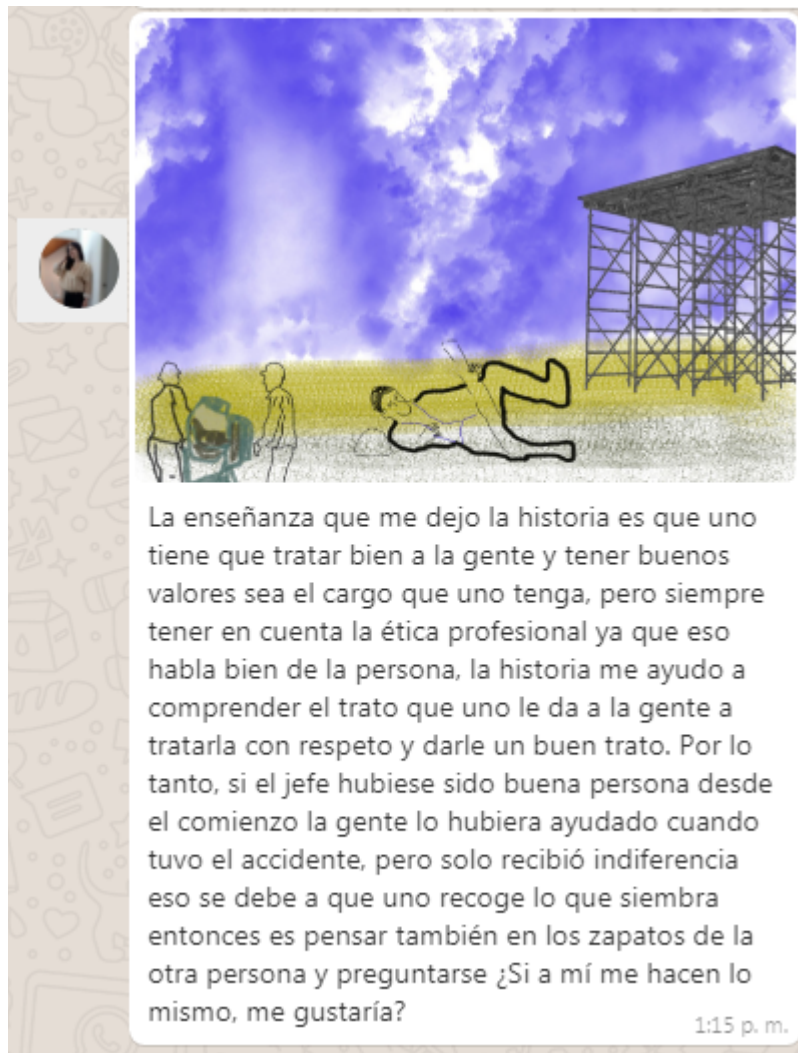 La enseñanza que me dejo la historia es que uno
tiene que tratar bien a la gente y tener buenos
valores sea el cargo que uno tenga, pero siempre
tener en cuenta la ética profesional ya que eso
habla bien de la persona, la historia me ayudo a
comprender el trato que uno le da a la gente a
tratarla con respeto y darle un buen trato. Por lo
tanto, si el jefe hubiese sido buena persona desde
el comienzo la gente lo hubiera ayudado cuando
tuvo el accidente, pero solo recibió indiferencia
eso se debe a que uno recoge lo que siembra
entonces es pensar también en los zapatos de la
otra persona y preguntarse ¿Si a mí me hacen lo
mismo, me gustaría?
1:15 p. m.